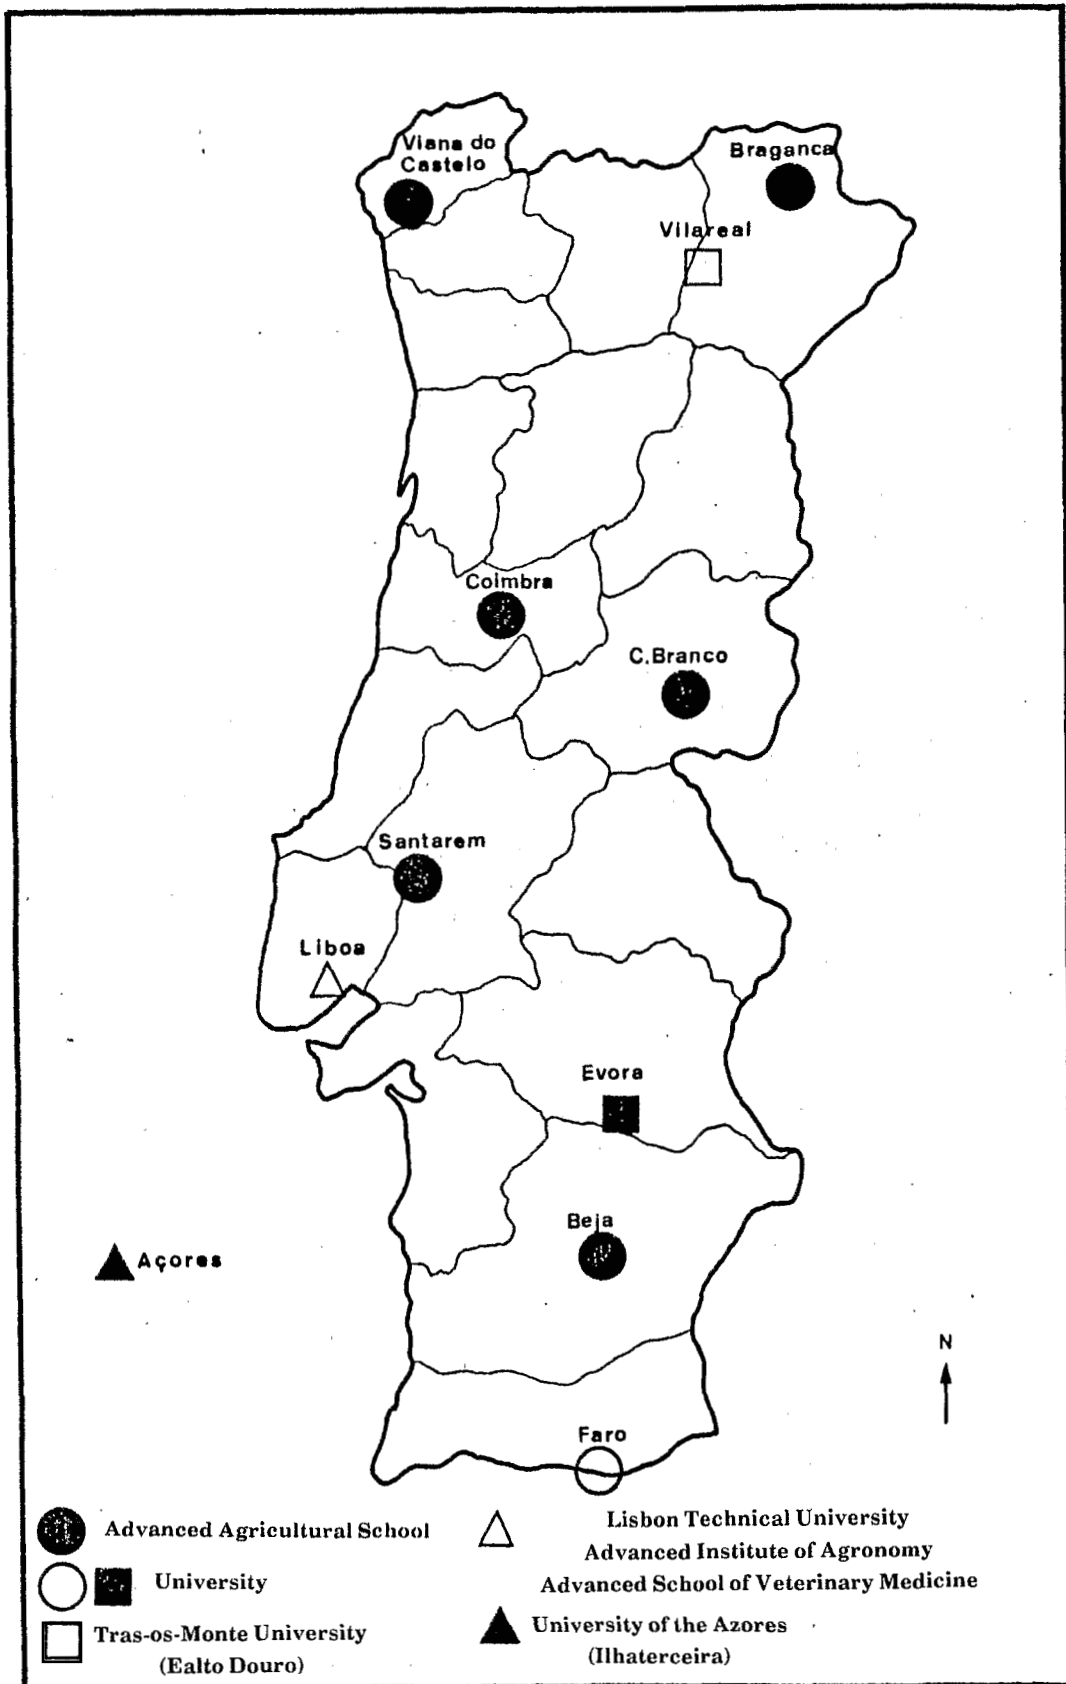 Viana do
Castelo
Braganca
Vilareal
Coimbra
C.Branco
Santarem
Liboa
Evora
Beja
Açores
N
Faro
Advanced Agricultural School
University
Tras-os-Monte University
(Ealto Douro)
Lisbon Technical University
Advanced Institute of Agronomy
Advanced School of Veterinary Medicine
University of the Azores
(Ilhaterceira)